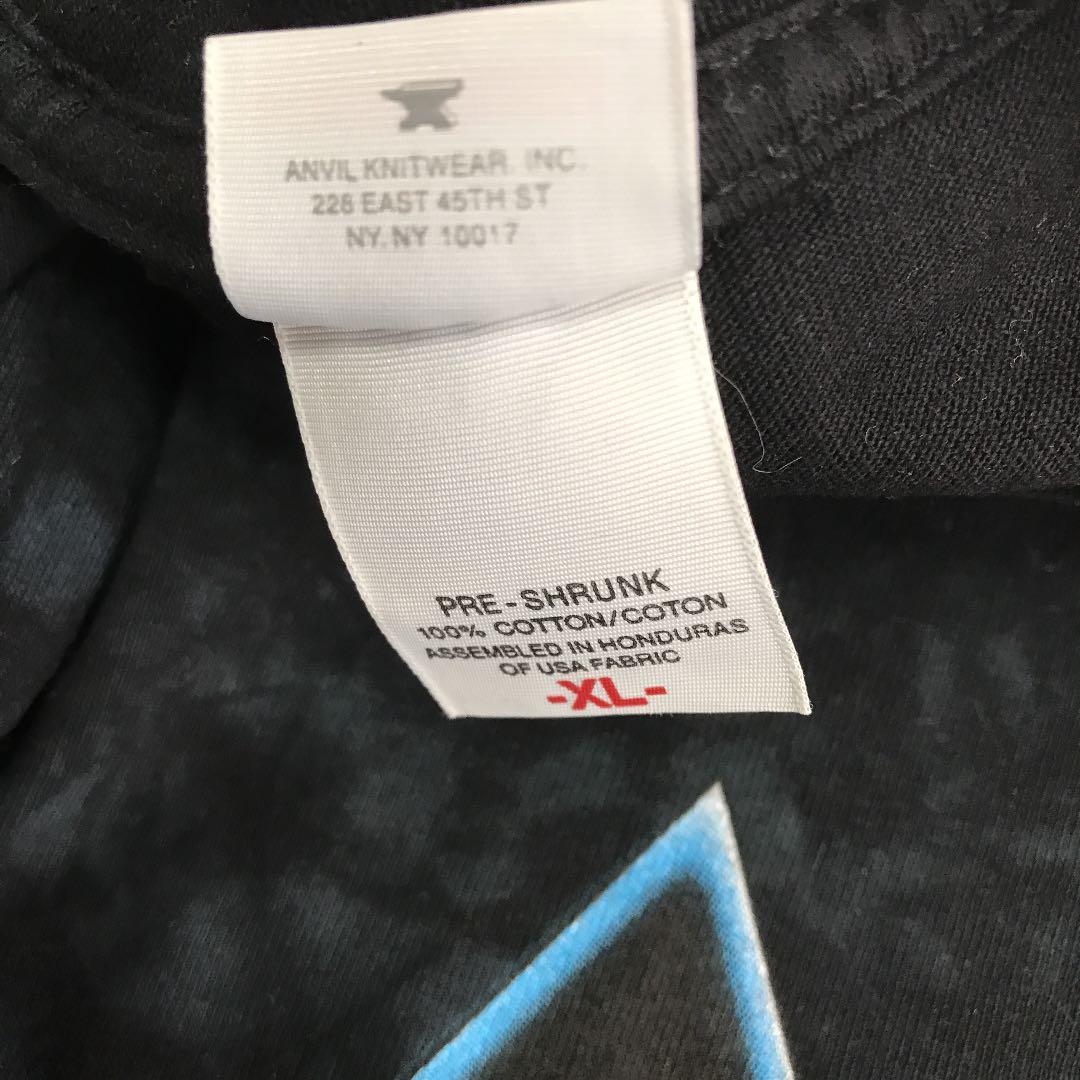 ANVIL KNITWEAR, INC.
228 EAST 45TH ST
NY, NY 10017
PRE-SHRUNK
100% COTTON/COTON
ASSEMBLED IN HONDURAS
OF USA FABRIC
-XL-